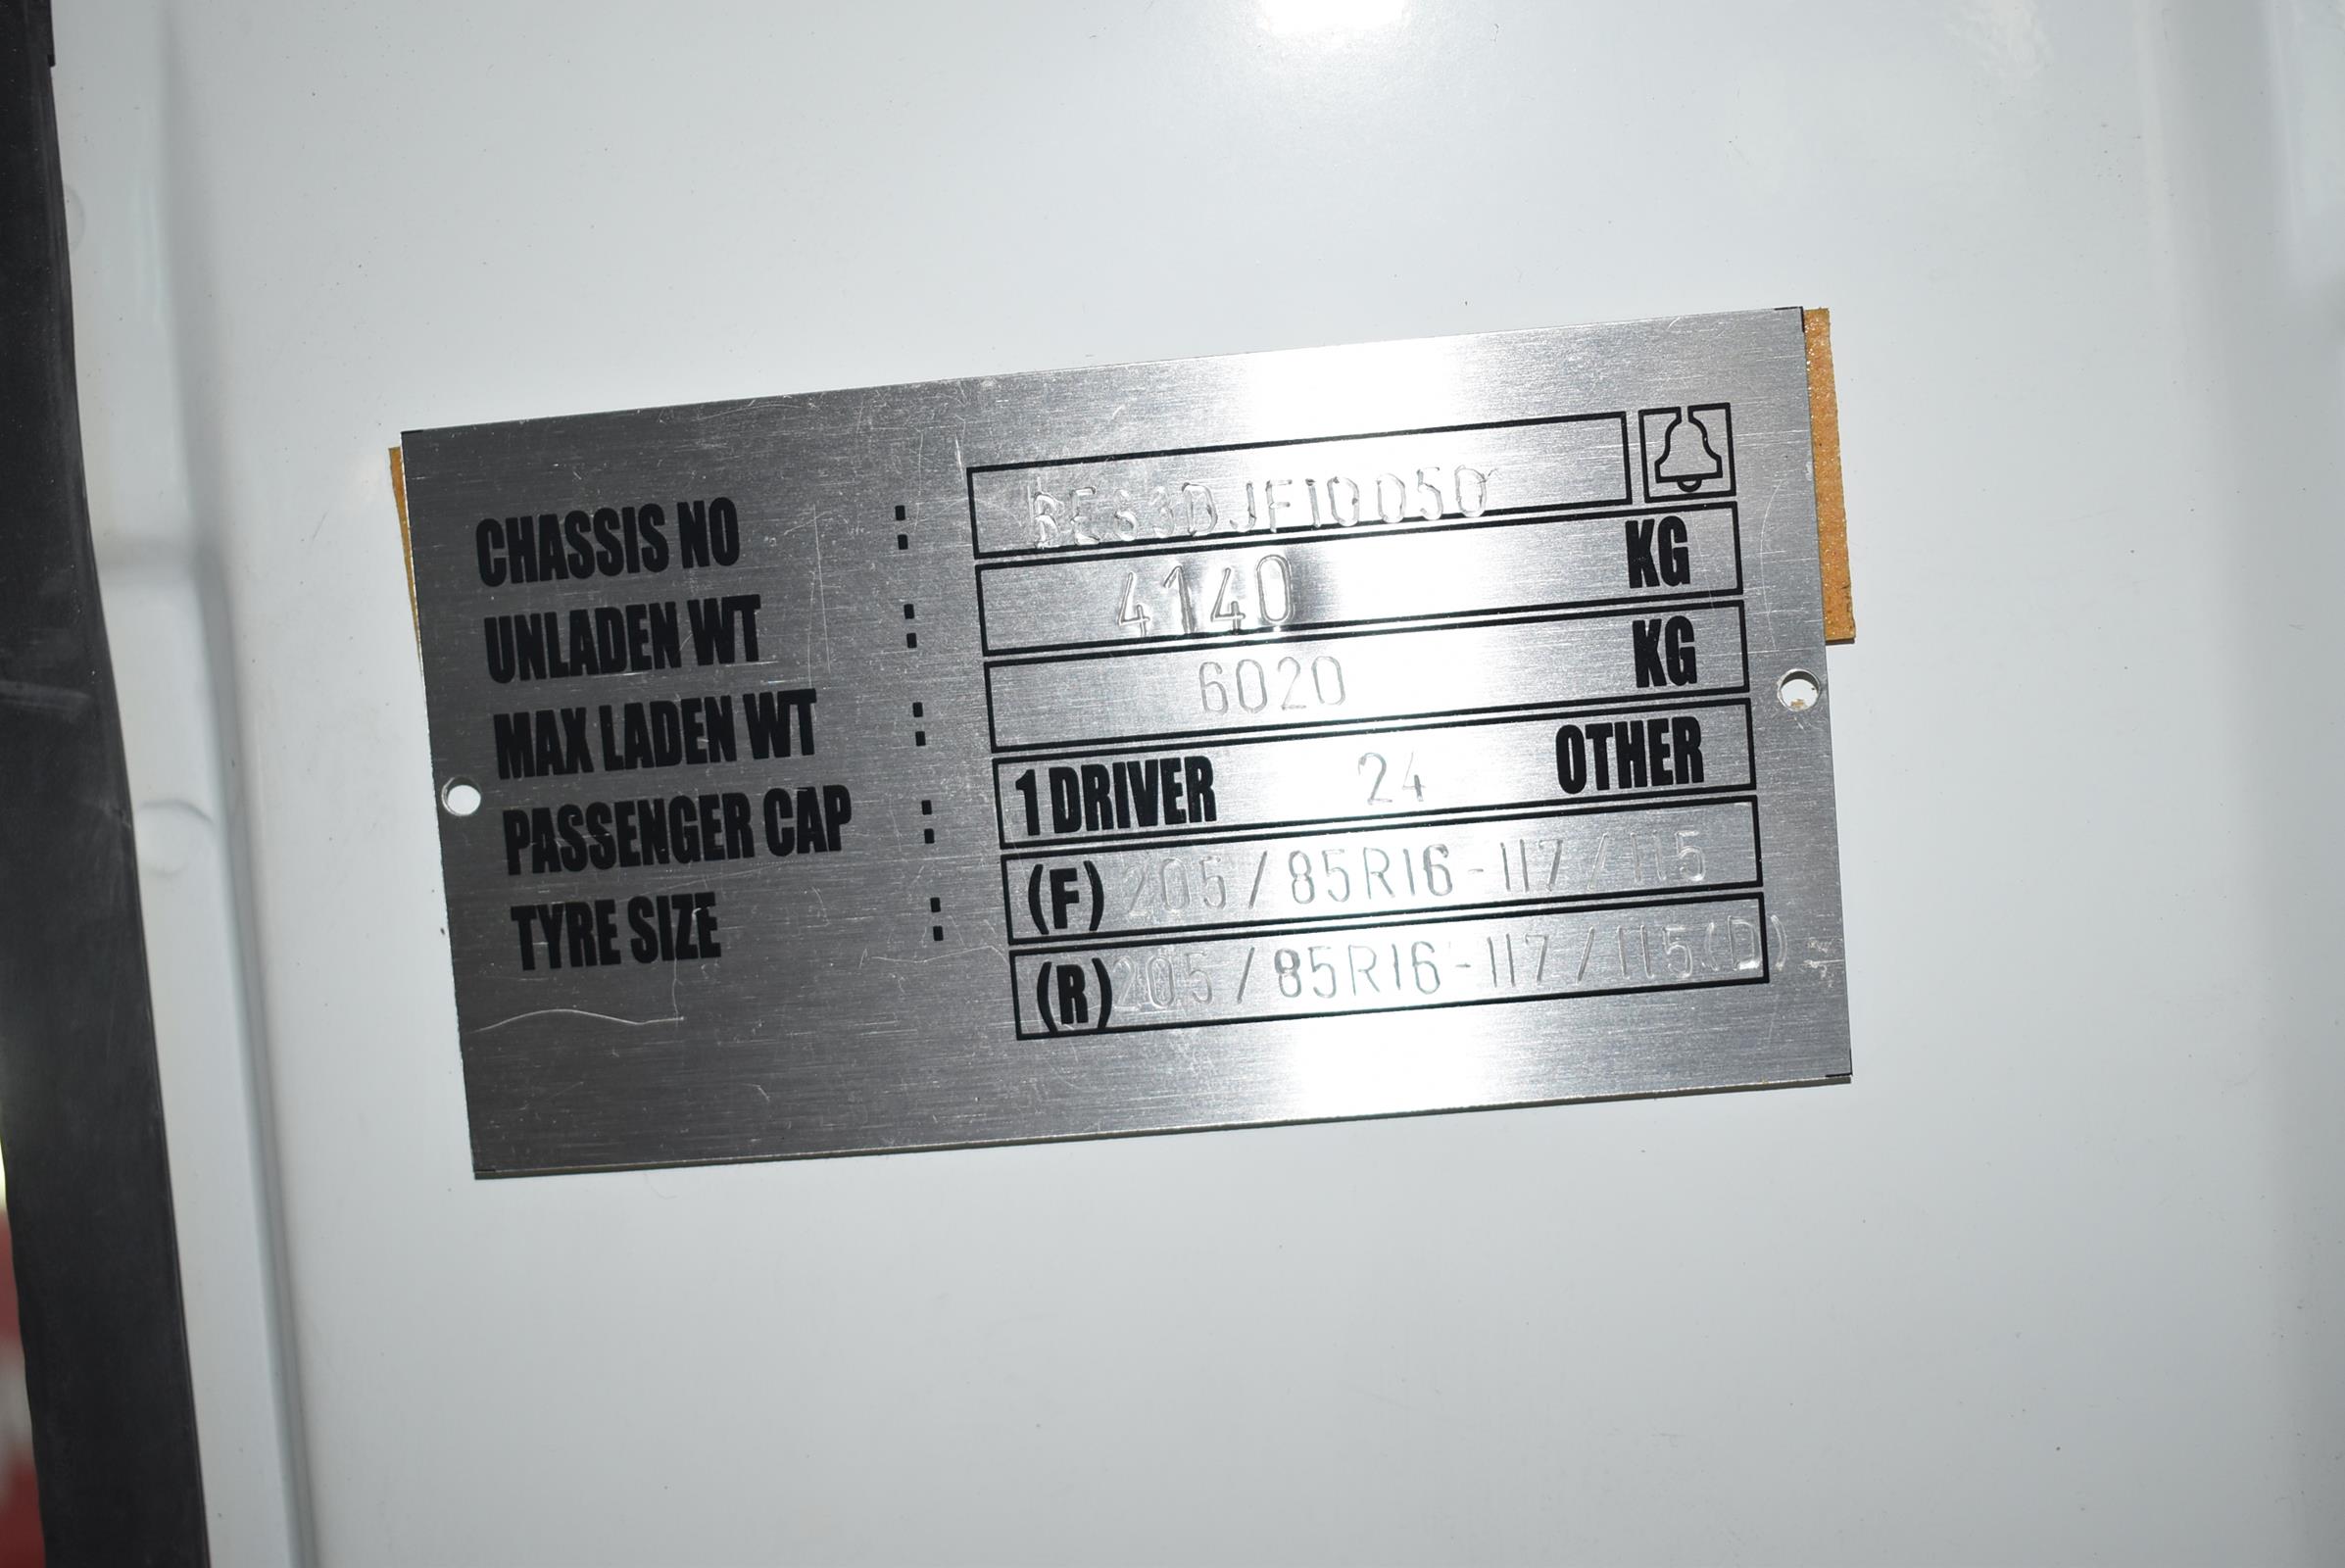 CHASSIS NO : BE63DJF10050
UNLADEN WT : 4140 KG
MAX LADEN WT : 6020 KG
PASSENGER CAP : 1 DRIVER 24 OTHER
TYRE SIZE : (F) 205/85R16-117/115
(R) 205/85R16-117/115(D)